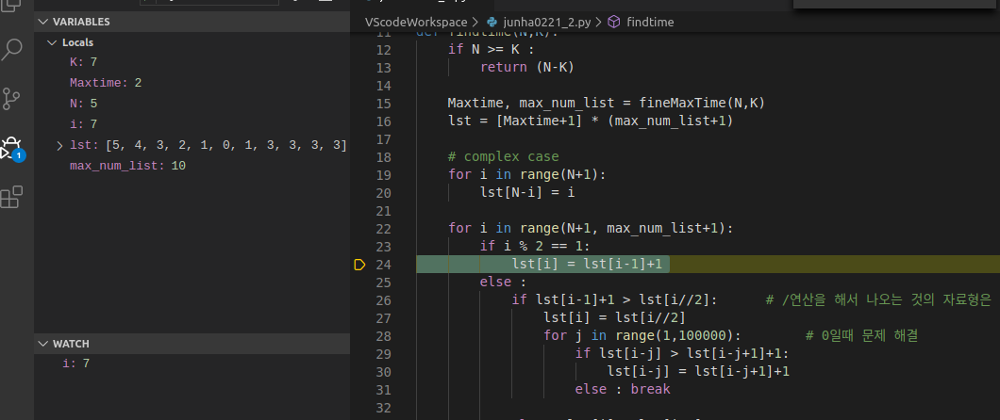 VARIABLES
Locals
K: 7
Maxtime: 2
N: 5
i: 7
lst: [5, 4, 3, 2, 1, 0, 1, 3, 3, 3, 3]
max_num_list: 10
WATCH
i: 7
1
VScodeWorkspace > junha0221_2.py > findtime
11 def findtime(N,K):
12 if N >= K :
13 return (N-K)
14
15 Maxtime, max_num_list = fineMaxTime(N,K)
16 lst = [Maxtime+1] * (max_num_list+1)
17
18 # complex case
19 for i in range(N+1):
20 lst[N-i] = i
21
22 for i in range(N+1, max_num_list+1):
23 if i % 2 == 1:
24 lst[i] = lst[i-1]+1
25 else :
26 if lst[i-1]+1 > lst[i//2]: # /연산을 해서 나오는 것의 자료형은
27 lst[i] = lst[i//2]
28 for j in range(1,100000): # 0일때 문제 해결
29 if lst[i-j] > lst[i-j+1]+1:
30 lst[i-j] = lst[i-j+1]+1
31 else : break
32